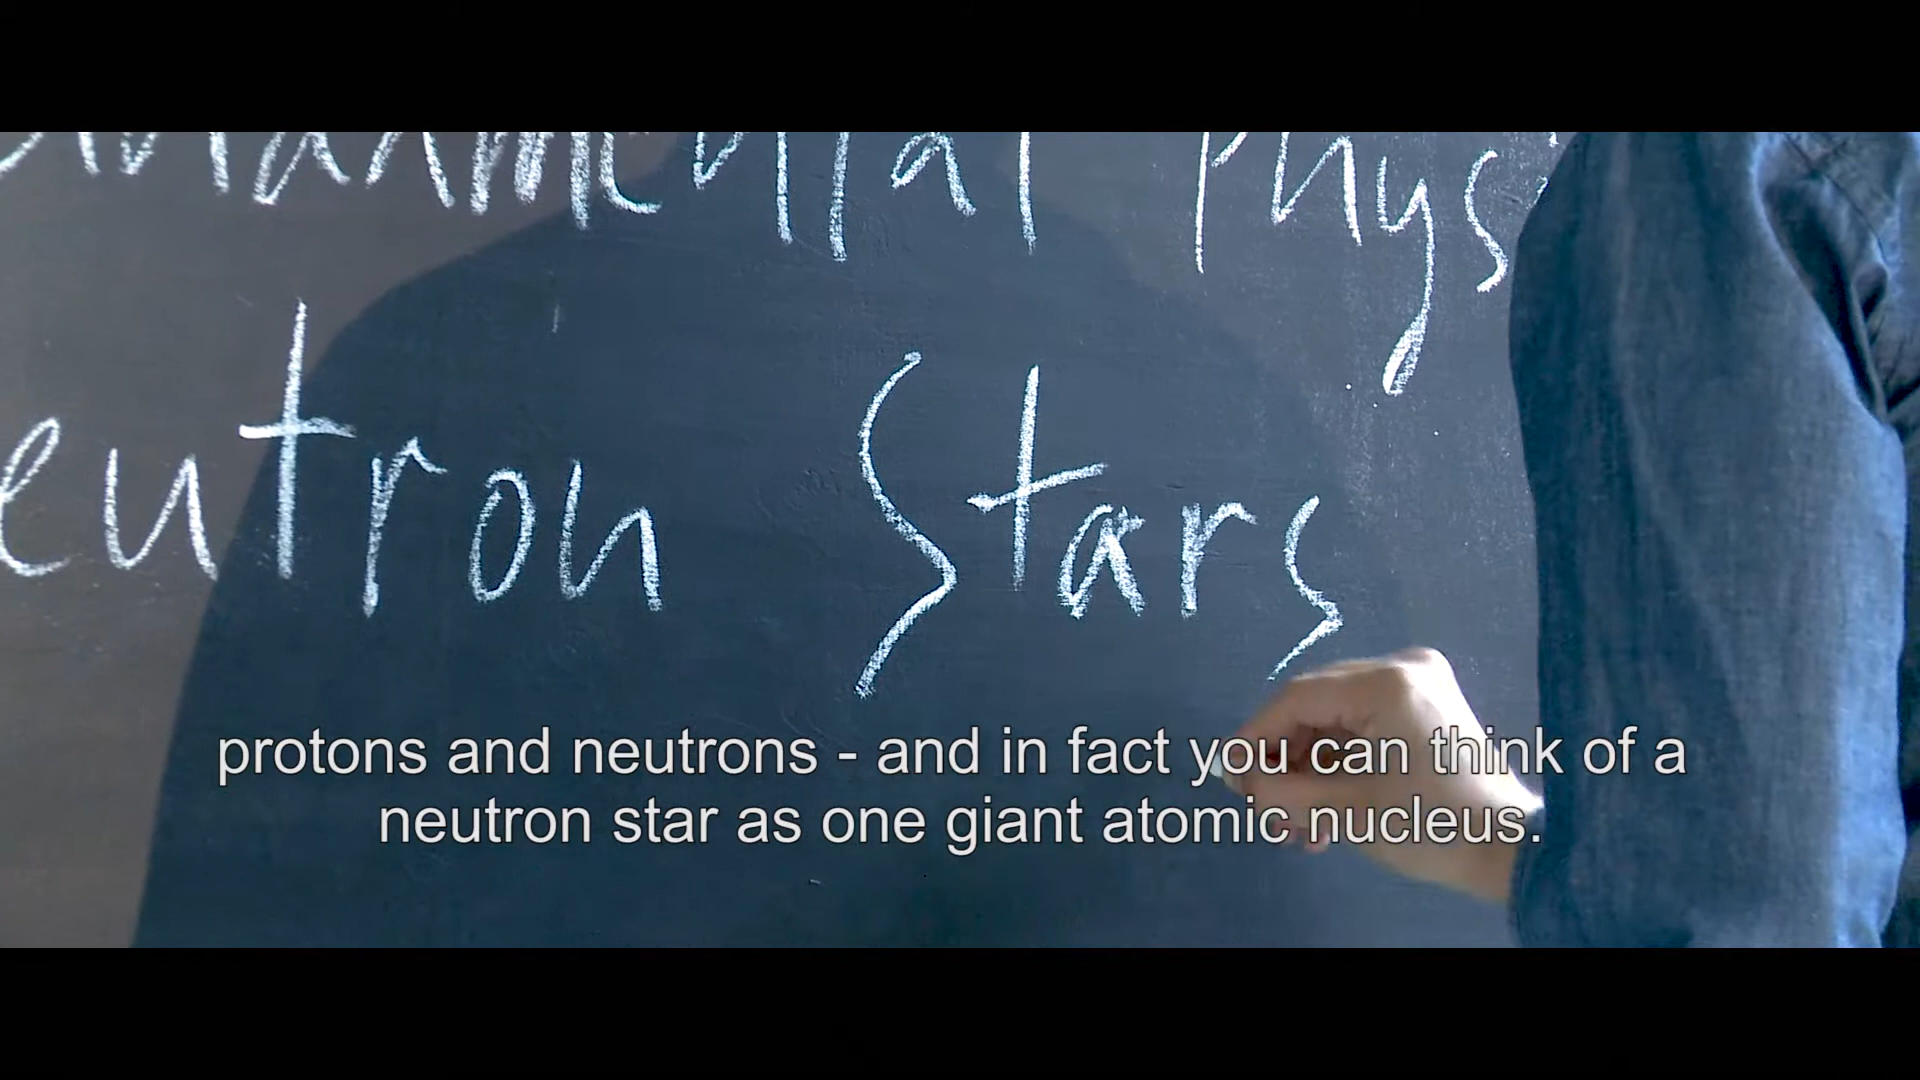 Phys
eutron Stars
protons and neutrons - and in fact you can think of a
neutron star as one giant atomic nucleus.